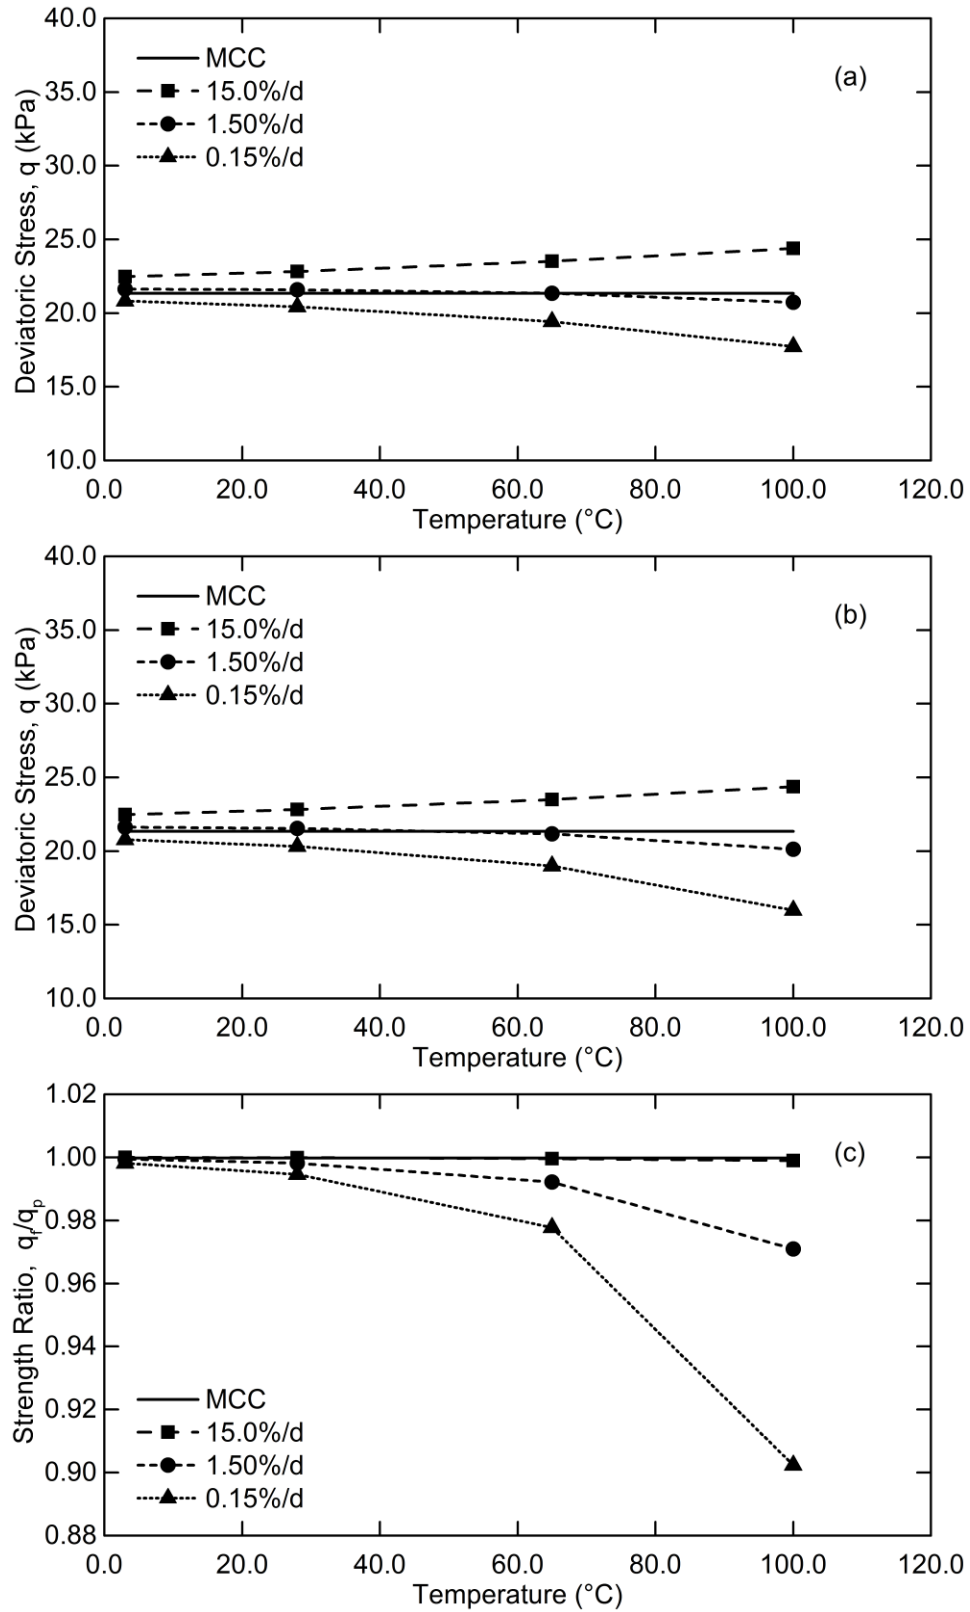 40.0
35.0
30.0
25.0
20.0
15.0
10.0
Deviatoric Stress, q (kPa)
MCC
15.0%/d
1.50%/d
0.15%/d
(a)
0.0 20.0 40.0 60.0 80.0 100.0 120.0
Temperature (°C)
40.0
35.0
30.0
25.0
20.0
15.0
10.0
Deviatoric Stress, q (kPa)
MCC
15.0%/d
1.50%/d
0.15%/d
(b)
0.0 20.0 40.0 60.0 80.0 100.0 120.0
Temperature (°C)
1.02
1.00
0.98
0.96
0.94
0.92
0.90
0.88
Strength Ratio, qf/qp
(c)
MCC
15.0%/d
1.50%/d
0.15%/d
0.0 20.0 40.0 60.0 80.0 100.0 120.0
Temperature (°C)